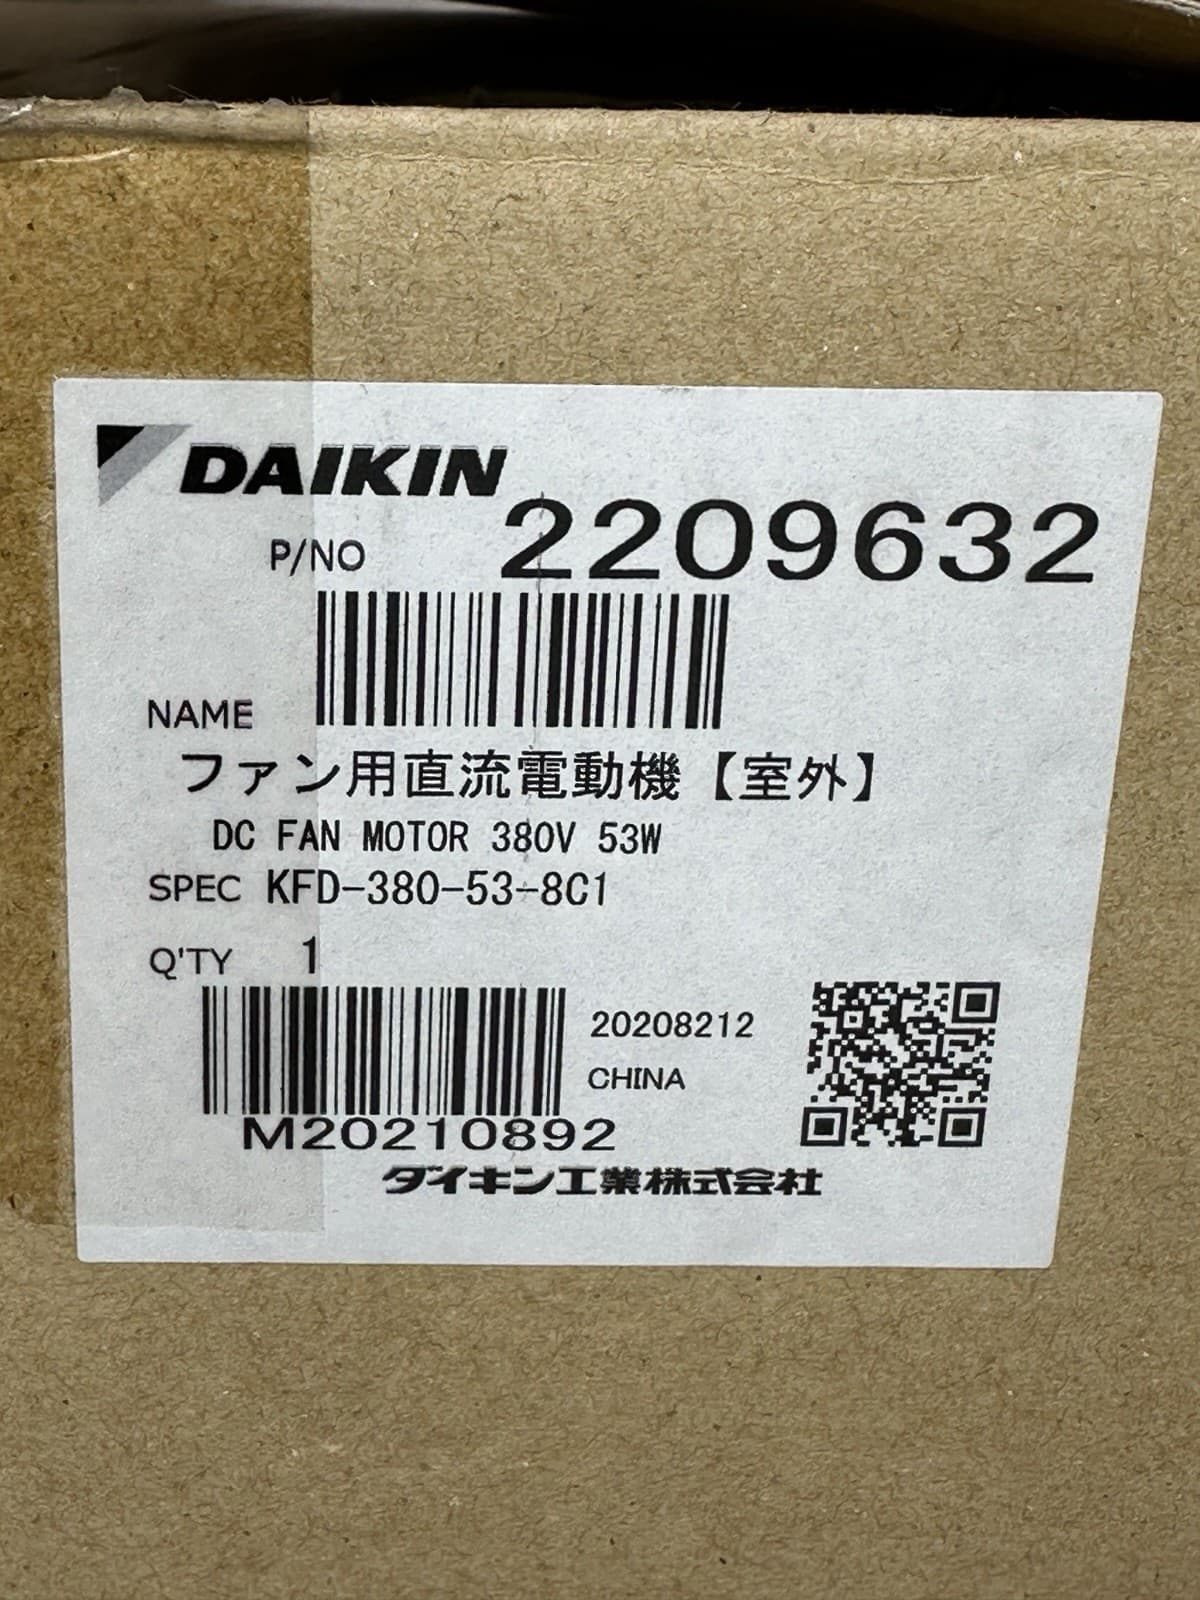 DAIKIN
P/NO 2209632
NAME
ファン用直流電動機【室外】
DC FAN MOTOR 380V 53W
SPEC KFD-380-53-8C1
Q'TY 1
20208212
CHINA
M20210892
ダイキン工業株式会社